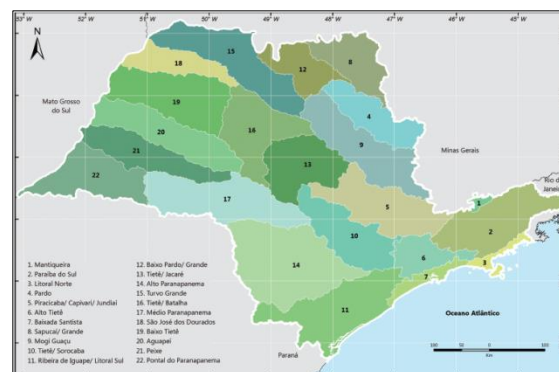 53°W 52°W 51°W 50°W 49°W 48°W 47°W 46°W 45°W
N
15
12
8
18
4
19
9
20
16
21
13
22
5
17
1
2
10
6
3
7
14
11
Mato Grosso
do Sul
Minas Gerais
Rio de
Janeiro
Paraná
Oceano Atlântico
1. Mantiqueira
2. Paraíba do Sul
3. Litoral Norte
4. Pardo
5. Piracicaba/ Capivari/ Jundiaí
6. Alto Tietê
7. Baixada Santista
8. Sapucaí/ Grande
9. Mogi Guaçu
10. Tietê/ Sorocaba
11. Ribeira de Iguape/ Litoral Sul
12. Baixo Pardo/ Grande
13. Tietê/ Jacaré
14. Alto Paranapanema
15. Turvo Grande
16. Tietê/ Batalha
17. Médio Paranapanema
18. São José dos Dourados
19. Baixo Tietê
20. Aguapeí
21. Peixe
22. Pontal do Paranapanema
100 50 0 100
Km